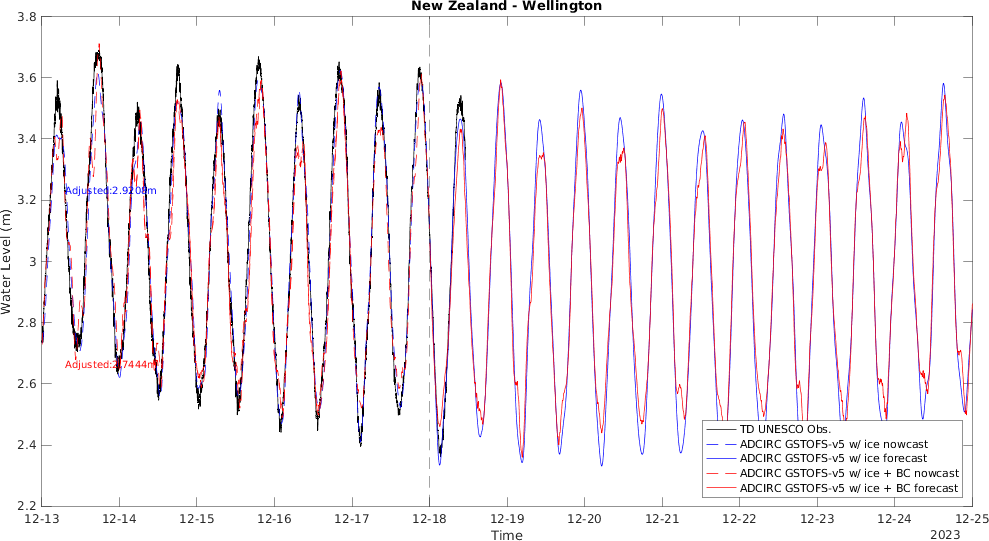 New Zealand - Wellington
3.8
3.6
3.4
3.2
3
2.8
2.6
2.4
2.2
Water Level (m)
Adjusted:2.9208m
Adjusted:2.7444m
TD UNESCO Obs.
ADCIRC GSTOFS-v5 w/ ice nowcast
ADCIRC GSTOFS-v5 w/ ice forecast
ADCIRC GSTOFS-v5 w/ ice + BC nowcast
ADCIRC GSTOFS-v5 w/ ice + BC forecast
12-13 12-14 12-15 12-16 12-17 12-18 12-19 12-20 12-21 12-22 12-23 12-24 12-25
Time
2023